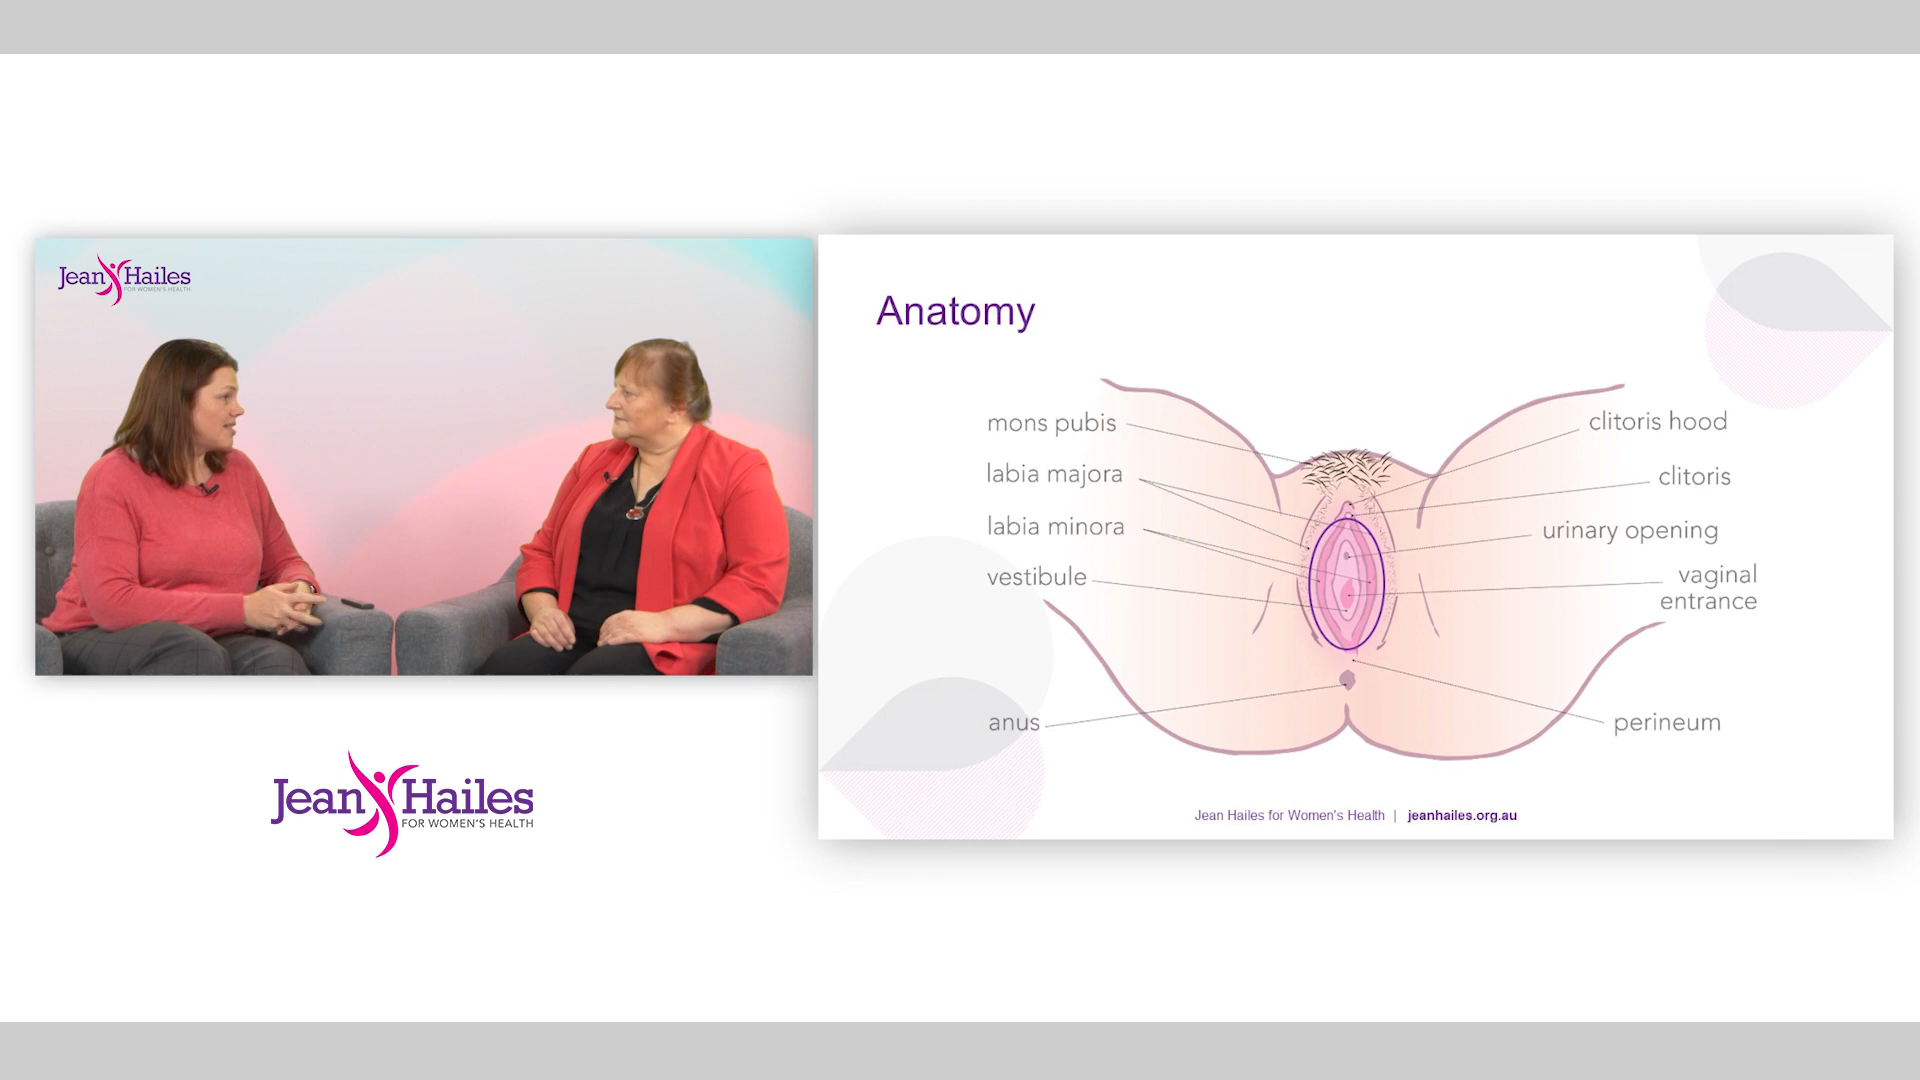 Jean Hailes
FOR WOMEN'S HEALTH
Jean Hailes
FOR WOMEN'S HEALTH
Anatomy
mons pubis
labia majora
labia minora
vestibule
anus
clitoris hood
clitoris
urinary opening
vaginal
entrance
perineum
Jean Hailes for Women's Health | jeanhailes.org.au